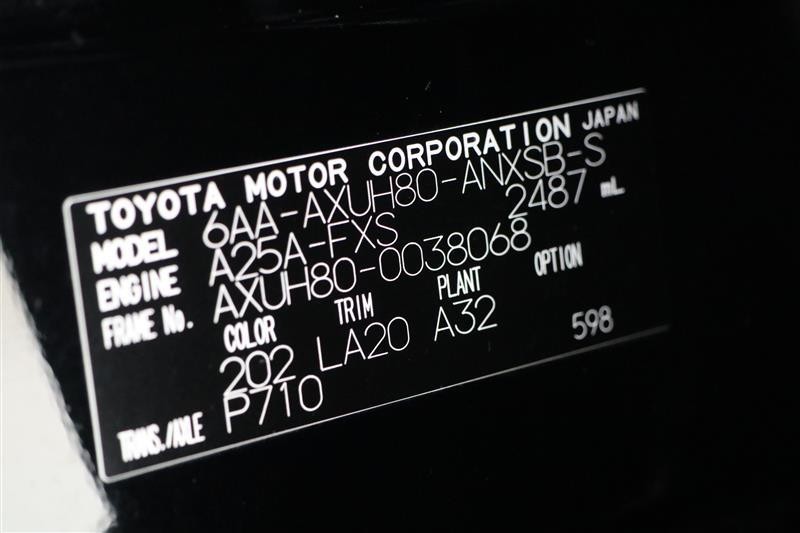 TOYOTA MOTOR CORPORATION JAPAN
MODEL 6AA-AXUH80-ANXSB-S
ENGINE A25A-FXS 2487 mL
FRAME No. AXUH80-0038068
COLOR TRIM PLANT OPTION
202 LA20 A32
TRANS./AXLE P710 598